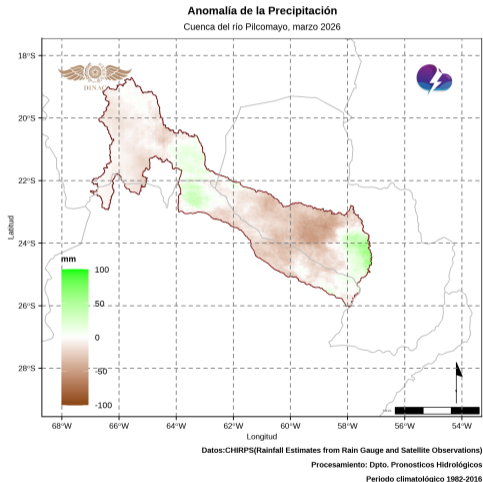 Anomalía de la Precipitación
Cuenca del río Pilcomayo, marzo 2026
18°S
20°S
22°S
24°S
26°S
28°S
Latitud
DINAC
mm
100
50
0
-50
-100
68°W
66°W
64°W
62°W
60°W
58°W
56°W
54°W
Longitud
Datos:CHIRPS(Rainfall Estimates from Rain Gauge and Satellite Observations)
Procesamiento: Dpto. Pronosticos Hidrológicos
Periodo climatológico 1982-2016